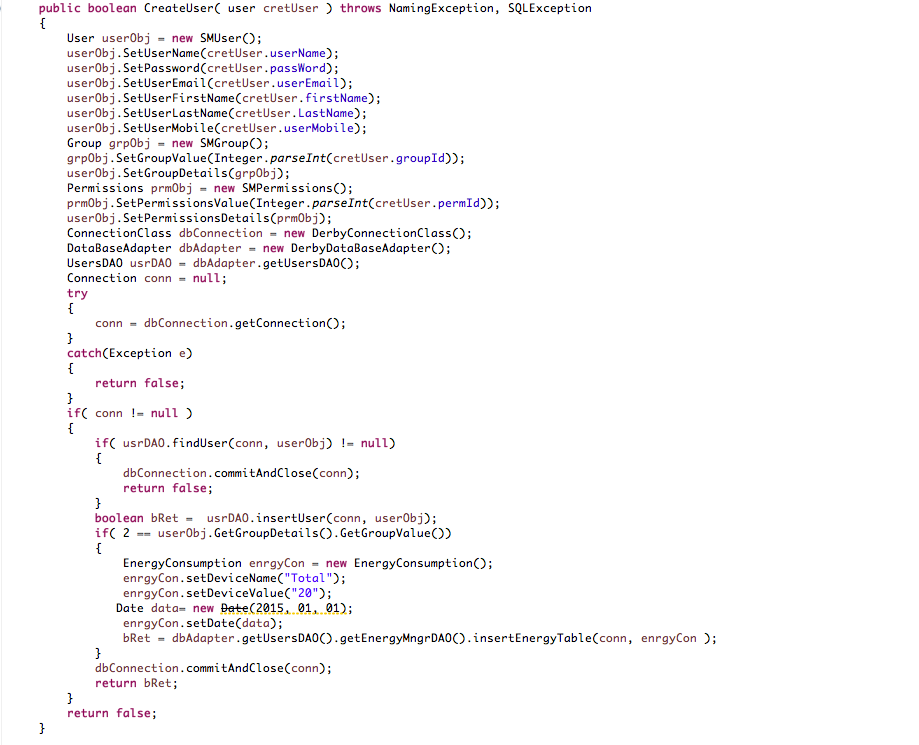 public boolean CreateUser( user cretUser ) throws NamingException, SQLException
{
User userObj = new SMUser();
userObj.SetUserName(cretUser.userName);
userObj.SetPassword(cretUser.passWord);
userObj.SetUserEmail(cretUser.userEmail);
userObj.SetUserFirstName(cretUser.firstName);
userObj.SetUserLastName(cretUser.LastName);
userObj.SetUserMobile(cretUser.userMobile);
Group grpObj = new SMGroup();
grpObj.SetGroupValue(Integer.parseInt(cretUser.groupId));
userObj.SetGroupDetails(grpObj);
Permissions prmObj = new SMPermissions();
prmObj.SetPermissionsValue(Integer.parseInt(cretUser.permId));
userObj.SetPermissionsDetails(prmObj);
ConnectionClass dbConnection = new DerbyConnectionClass();
DataBaseAdapter dbAdapter = new DerbyDataBaseAdapter();
UsersDAO usrDAO = dbAdapter.getUsersDAO();
Connection conn = null;
try
{
conn = dbConnection.getConnection();
}
catch(Exception e)
{
return false;
}
if( conn != null )
{
if( usrDAO.findUser(conn, userObj) != null)
{
dbConnection.commitAndClose(conn);
return false;
}
boolean bRet =  usrDAO.insertUser(conn, userObj);
if( 2 == userObj.GetGroupDetails().GetGroupValue())
{
EnergyConsumption enrgyCon = new EnergyConsumption();
enrgyCon.setDeviceName("Total");
enrgyCon.setDeviceValue("20");
Date data= new Date(2015, 01, 01);
enrgyCon.setDate(data);
bRet = dbAdapter.getUsersDAO().getEnergyMngrDAO().insertEnergyTable(conn, enrgyCon );
}
dbConnection.commitAndClose(conn);
return bRet;
}
return false;
}